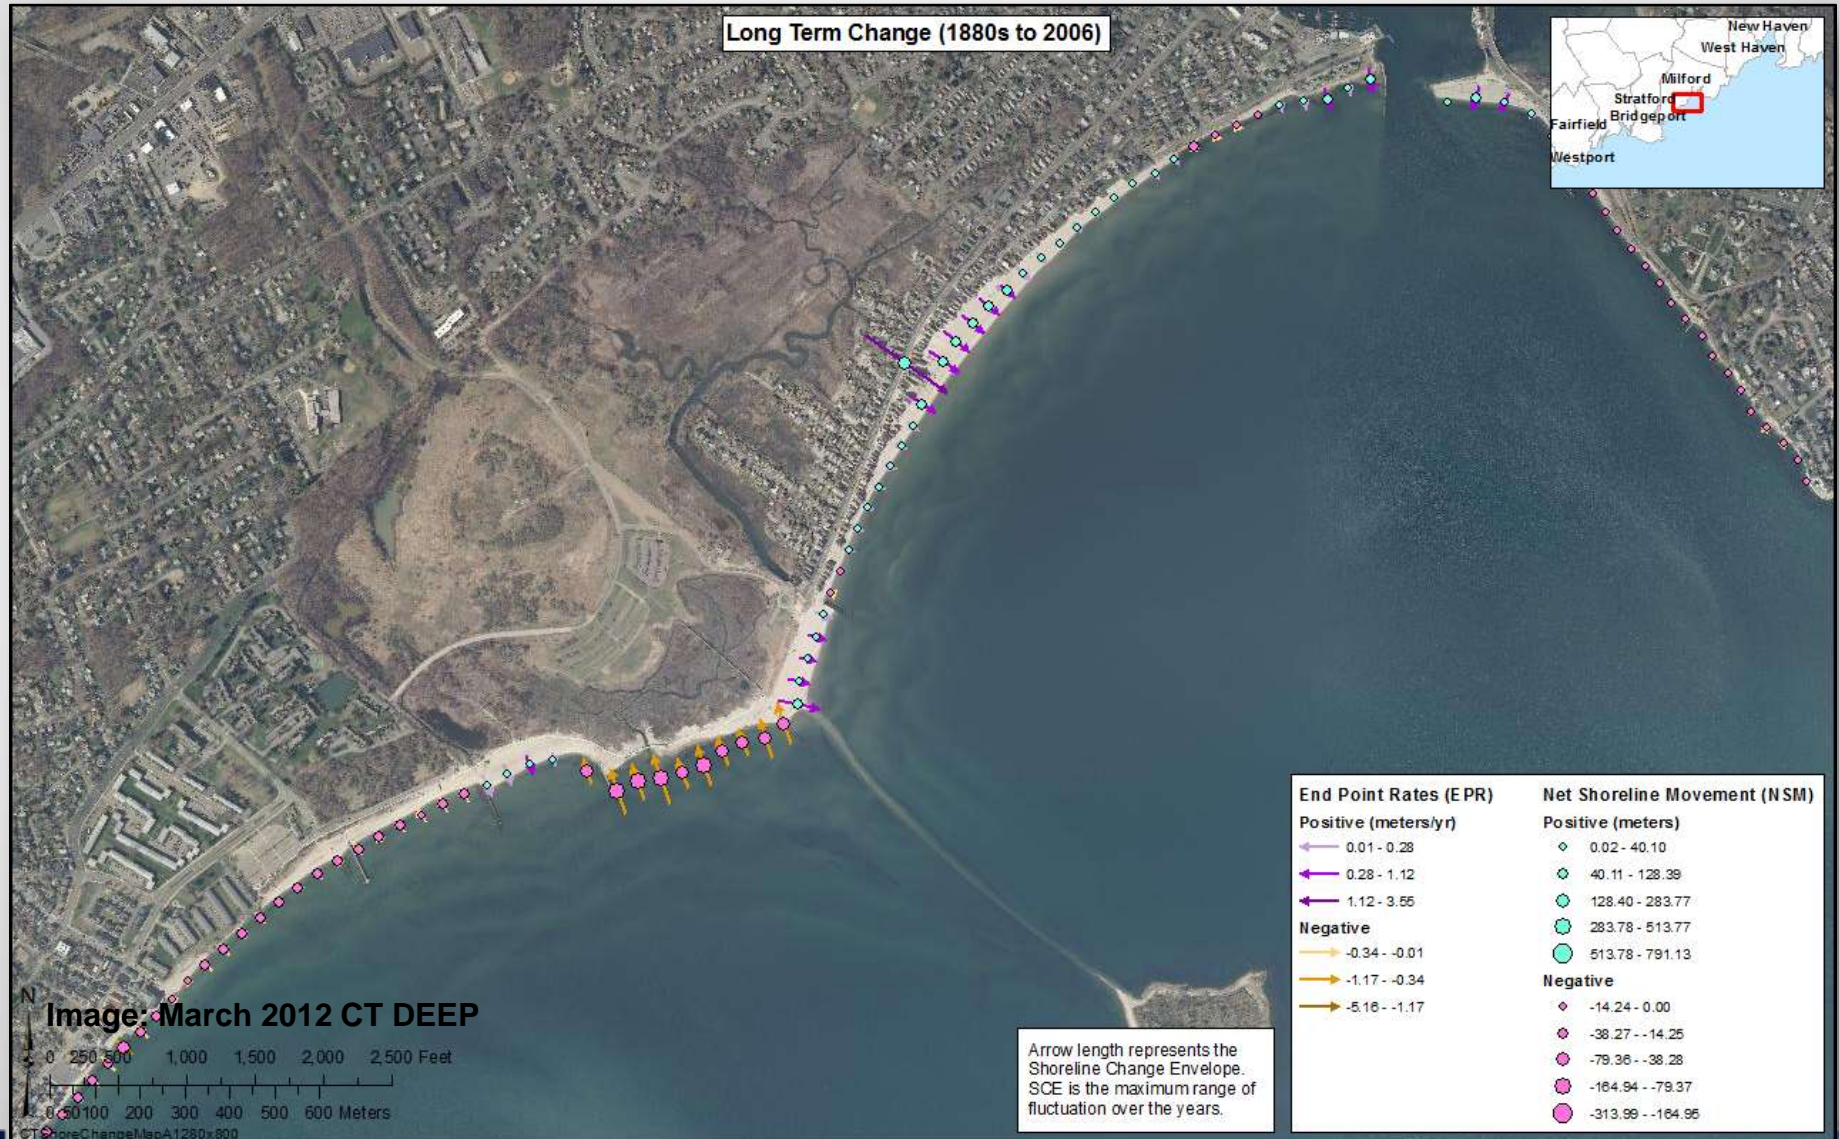 Long Term Change (1880s to 2006)
New Haven
West Haven
Milford
Stratford
Bridgeport
Fairfield
Westport
N
Image: March 2012 CT DEEP
0 250 500 1,000 1,500 2,000 2,500 Feet
0 50 100 200 300 400 500 600 Meters
CTShoreChangeMapA1280x800
Arrow length represents the
Shoreline Change Envelope.
SCE is the maximum range of
fluctuation over the years.
End Point Rates (EPR)
Positive (meters/yr)
0.01 - 0.28
0.28 - 1.12
1.12 - 3.55
Negative
-0.34 - -0.01
-1.17 - -0.34
-5.16 - -1.17
Net Shoreline Movement (NSM)
Positive (meters)
0.02 - 40.10
40.11 - 128.39
128.40 - 283.77
283.78 - 513.77
513.78 - 791.13
Negative
-14.24 - 0.00
-38.27 - -14.25
-79.36 - -38.28
-164.94 - -79.37
-313.99 - -164.95